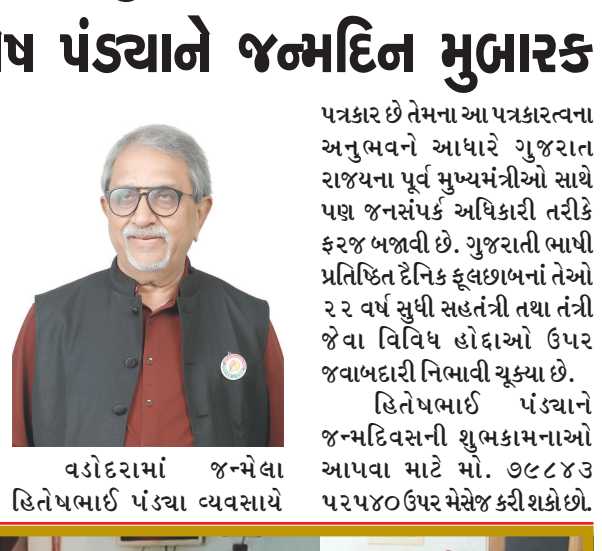 ષ પંડ્યાને જન્મદિન મુબારક
વડોદરામાં જન્મેલા
હિતેષભાઈ પંડ્યા વ્યવસાયે
પત્રકાર છે તેમના આ પત્રકારત્વના
અનુભવને આધારે ગુજરાત
રાજયના પૂર્વ મુખ્યમંત્રીઓ સાથે
પણ જનસંપર્ક અધિકારી તરીકે
ફરજ બજાવી છે. ગુજરાતી ભાષી
પ્રતિષ્ઠિત દૈનિક ફૂલછાબનાં તેઓ
૨૨ વર્ષ સુધી સહતંત્રી તથા તંત્રી
જેવા વિવિધ હોદ્દાઓ ઉપર
જવાબદારી નિભાવી ચૂક્યા છે.
હિતેષભાઈ પંડ્યાને
જન્મદિવસની શુભકામનાઓ
આપવા માટે મો. ૭૯૮૪૩
૫૨૫૪૦ ઉપર મેસેજ કરી શકો છો.